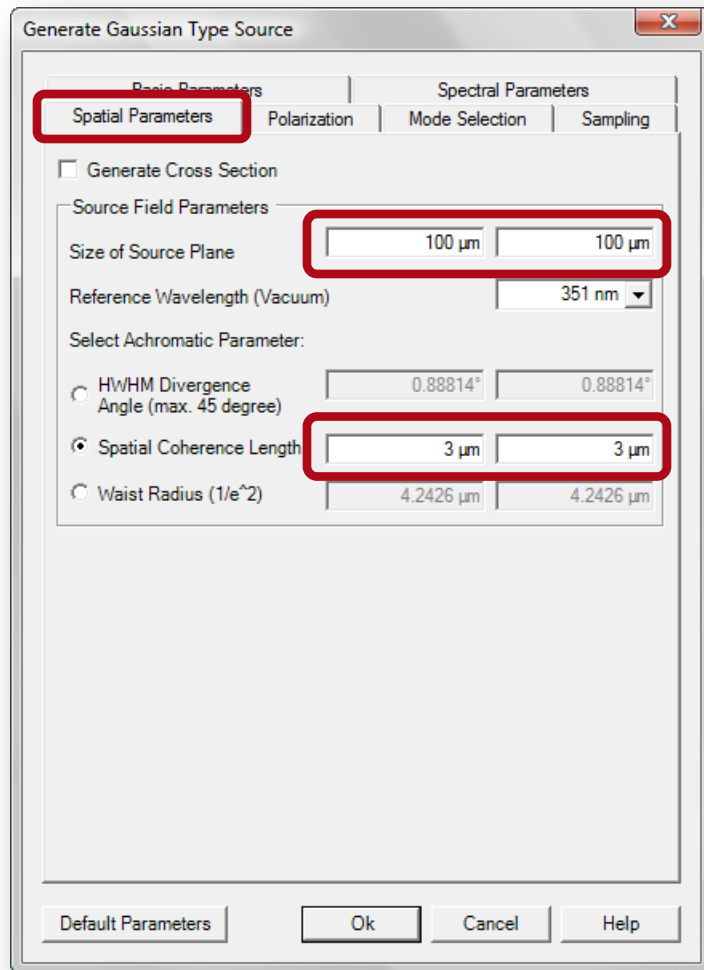 Generate Gaussian Type Source
Basic Parameters Spectral Parameters
Spatial Parameters Polarization Mode Selection Sampling
Generate Cross Section
Source Field Parameters
Size of Source Plane 100 µm 100 µm
Reference Wavelength (Vacuum) 351 nm
Select Achromatic Parameter:
HWHM Divergence
Angle (max. 45 degree) 0.88814° 0.88814°
Spatial Coherence Length 3 µm 3 µm
Waist Radius (1/e^2) 4.2426 µm 4.2426 µm
Default Parameters Ok Cancel Help